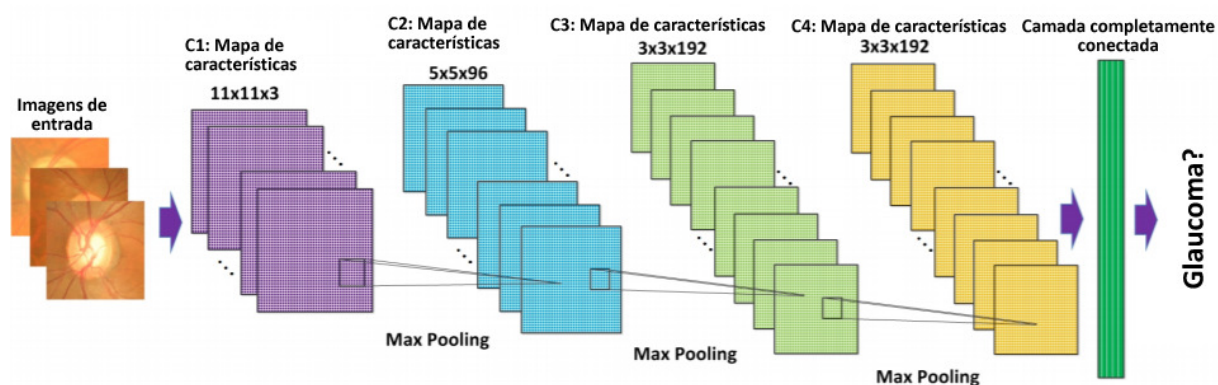 Imagens de
entrada
C1: Mapa de
características
11x11x3
C2: Mapa de
características
5x5x96
C3: Mapa de características
3x3x192
C4: Mapa de características
3x3x192
Camada completamente
conectada
Max Pooling
Max Pooling
Max Pooling
Glaucoma?